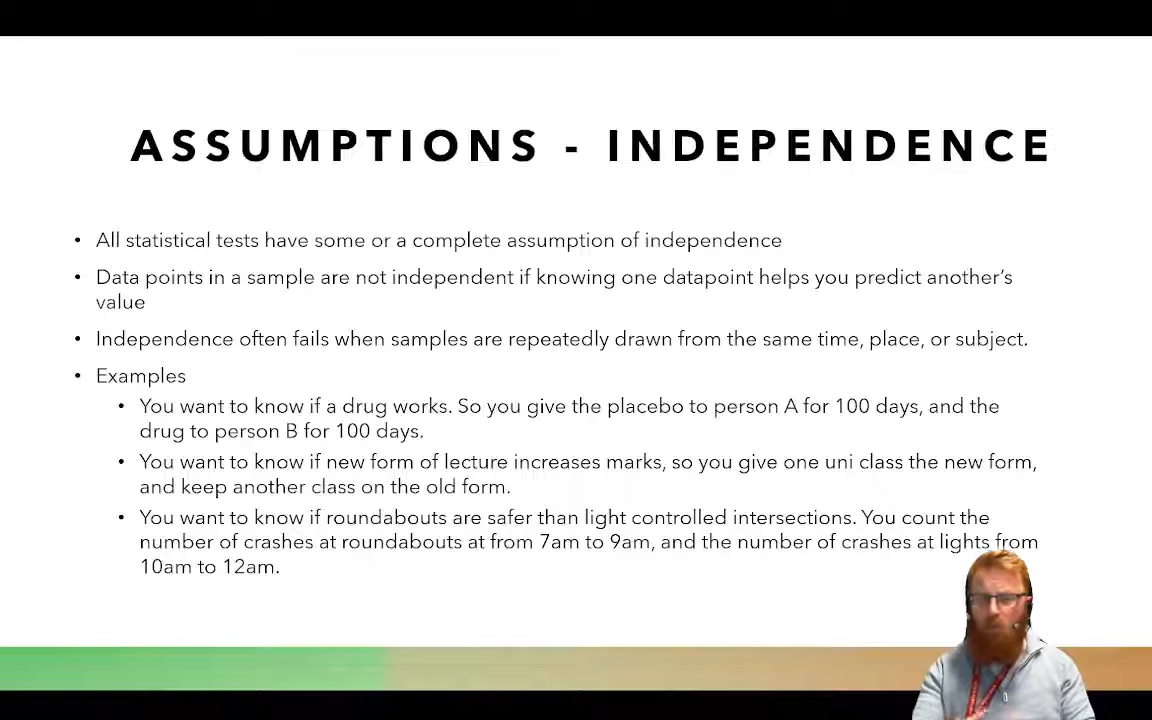 ASSUMPTIONS - INDEPENDENCE
• All statistical tests have some or a complete assumption of independence
• Data points in a sample are not independent if knowing one datapoint helps you predict another's
value
• Independence often fails when samples are repeatedly drawn from the same time, place, or subject.
• Examples
• You want to know if a drug works. So you give the placebo to person A for 100 days, and the
drug to person B for 100 days.
• You want to know if new form of lecture increases marks, so you give one uni class the new form,
and keep another class on the old form.
• You want to know if roundabouts are safer than light controlled intersections. You count the
number of crashes at roundabouts at from 7am to 9am, and the number of crashes at lights from
10am to 12am.